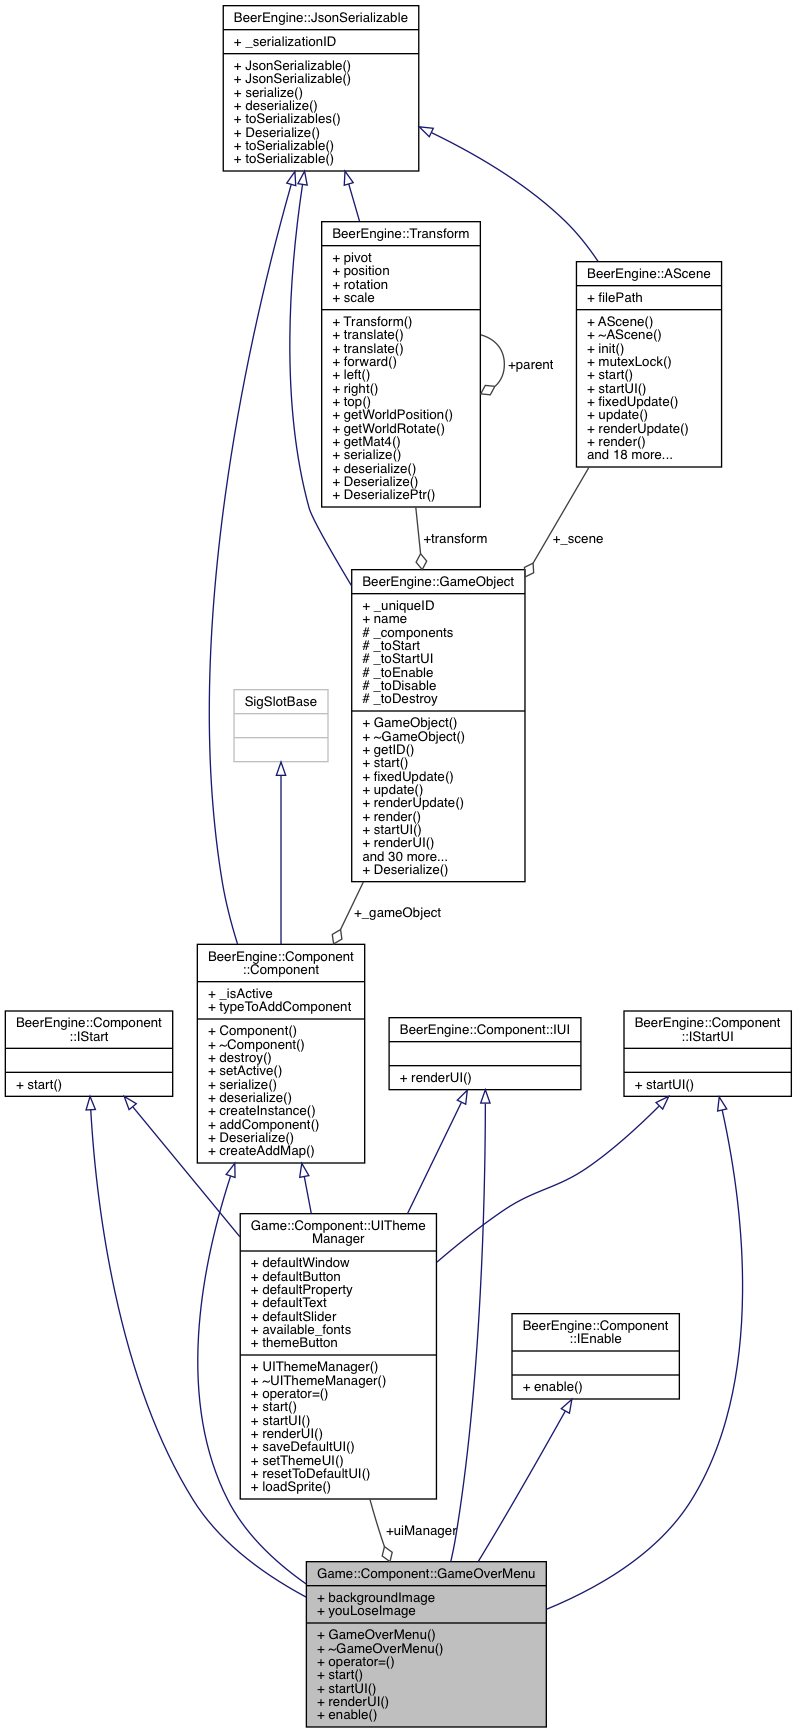 BeerEngine::JsonSerializable
+ _serializationID
+ JsonSerializable()
+ JsonSerializable()
+ serialize()
+ deserialize()
+ toSerializables()
+ Deserialize()
+ toSerializable()
+ toSerializable()
BeerEngine::Transform
+ pivot
+ position
+ rotation
+ scale
+ Transform()
+ translate()
+ translate()
+ forward()
+ left()
+ right()
+ top()
+ getWorldPosition()
+ getWorldRotate()
+ getMat4()
+ serialize()
+ deserialize()
+ Deserialize()
+ DeserializePtr()
+parent
BeerEngine::AScene
+ filePath
+ AScene()
+ ~AScene()
+ init()
+ mutexLock()
+ start()
+ startUI()
+ fixedUpdate()
+ update()
+ renderUpdate()
+ render()
and 18 more...
+transform
+_scene
BeerEngine::GameObject
+ _uniqueID
+ name
# _components
# _toStart
# _toStartUI
# _toEnable
# _toDisable
# _toDestroy
+ GameObject()
+ ~GameObject()
+ getID()
+ start()
+ fixedUpdate()
+ update()
+ renderUpdate()
+ render()
+ startUI()
+ renderUI()
and 30 more...
+ Deserialize()
SigSlotBase
+_gameObject
BeerEngine::Component
::Component
+ _isActive
+ typeToAddComponent
+ Component()
+ ~Component()
+ destroy()
+ setActive()
+ serialize()
+ deserialize()
+ createInstance()
+ addComponent()
+ Deserialize()
+ createAddMap()
BeerEngine::Component
::IStart
+ start()
BeerEngine::Component::IUI
+ renderUI()
BeerEngine::Component
::IStartUI
+ startUI()
Game::Component::UITheme
Manager
+ defaultWindow
+ defaultButton
+ defaultProperty
+ defaultText
+ defaultSlider
+ available_fonts
+ themeButton
+ UIThemeManager()
+ ~UIThemeManager()
+ operator=()
+ start()
+ startUI()
+ renderUI()
+ saveDefaultUI()
+ setThemeUI()
+ resetToDefaultUI()
+ loadSprite()
BeerEngine::Component
::IEnable
+ enable()
+uiManager
Game::Component::GameOverMenu
+ backgroundImage
+ youLoseImage
+ GameOverMenu()
+ ~GameOverMenu()
+ operator=()
+ start()
+ startUI()
+ renderUI()
+ enable()